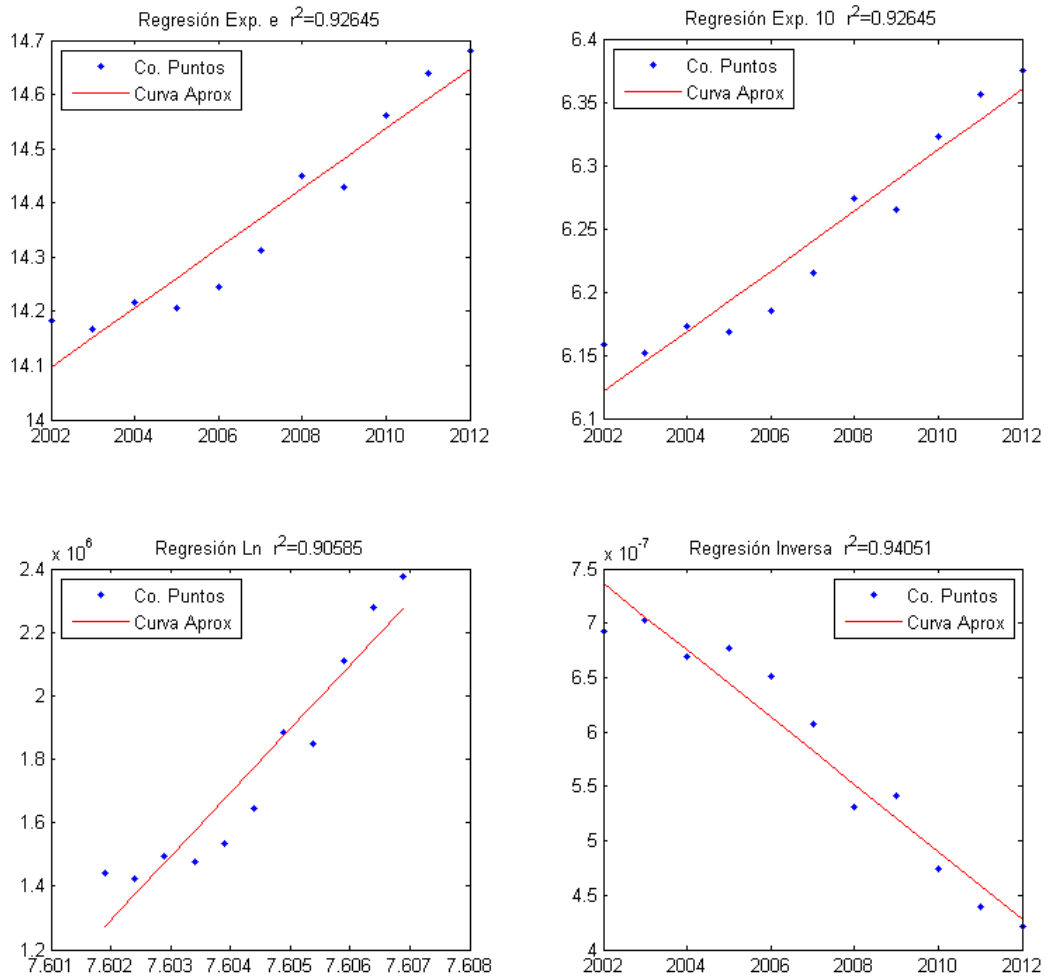 Regresión Exp. e r²=0.92645
14.7
14.6
14.5
14.4
14.3
14.2
14.1
14
2002 2004 2006 2008 2010 2012
Co. Puntos
Curva Aprox
Regresión Exp. 10 r²=0.92645
6.4
6.35
6.3
6.25
6.2
6.15
6.1
2002 2004 2006 2008 2010 2012
Co. Puntos
Curva Aprox
x 10⁶
Regresión Ln r²=0.90585
2.4
2.2
2
1.8
1.6
1.4
1.2
7.601 7.602 7.603 7.604 7.605 7.606 7.607 7.608
Co. Puntos
Curva Aprox
x 10⁻⁷
Regresión Inversa r²=0.94051
7.5
7
6.5
6
5.5
5
4.5
4
2002 2004 2006 2008 2010 2012
Co. Puntos
Curva Aprox